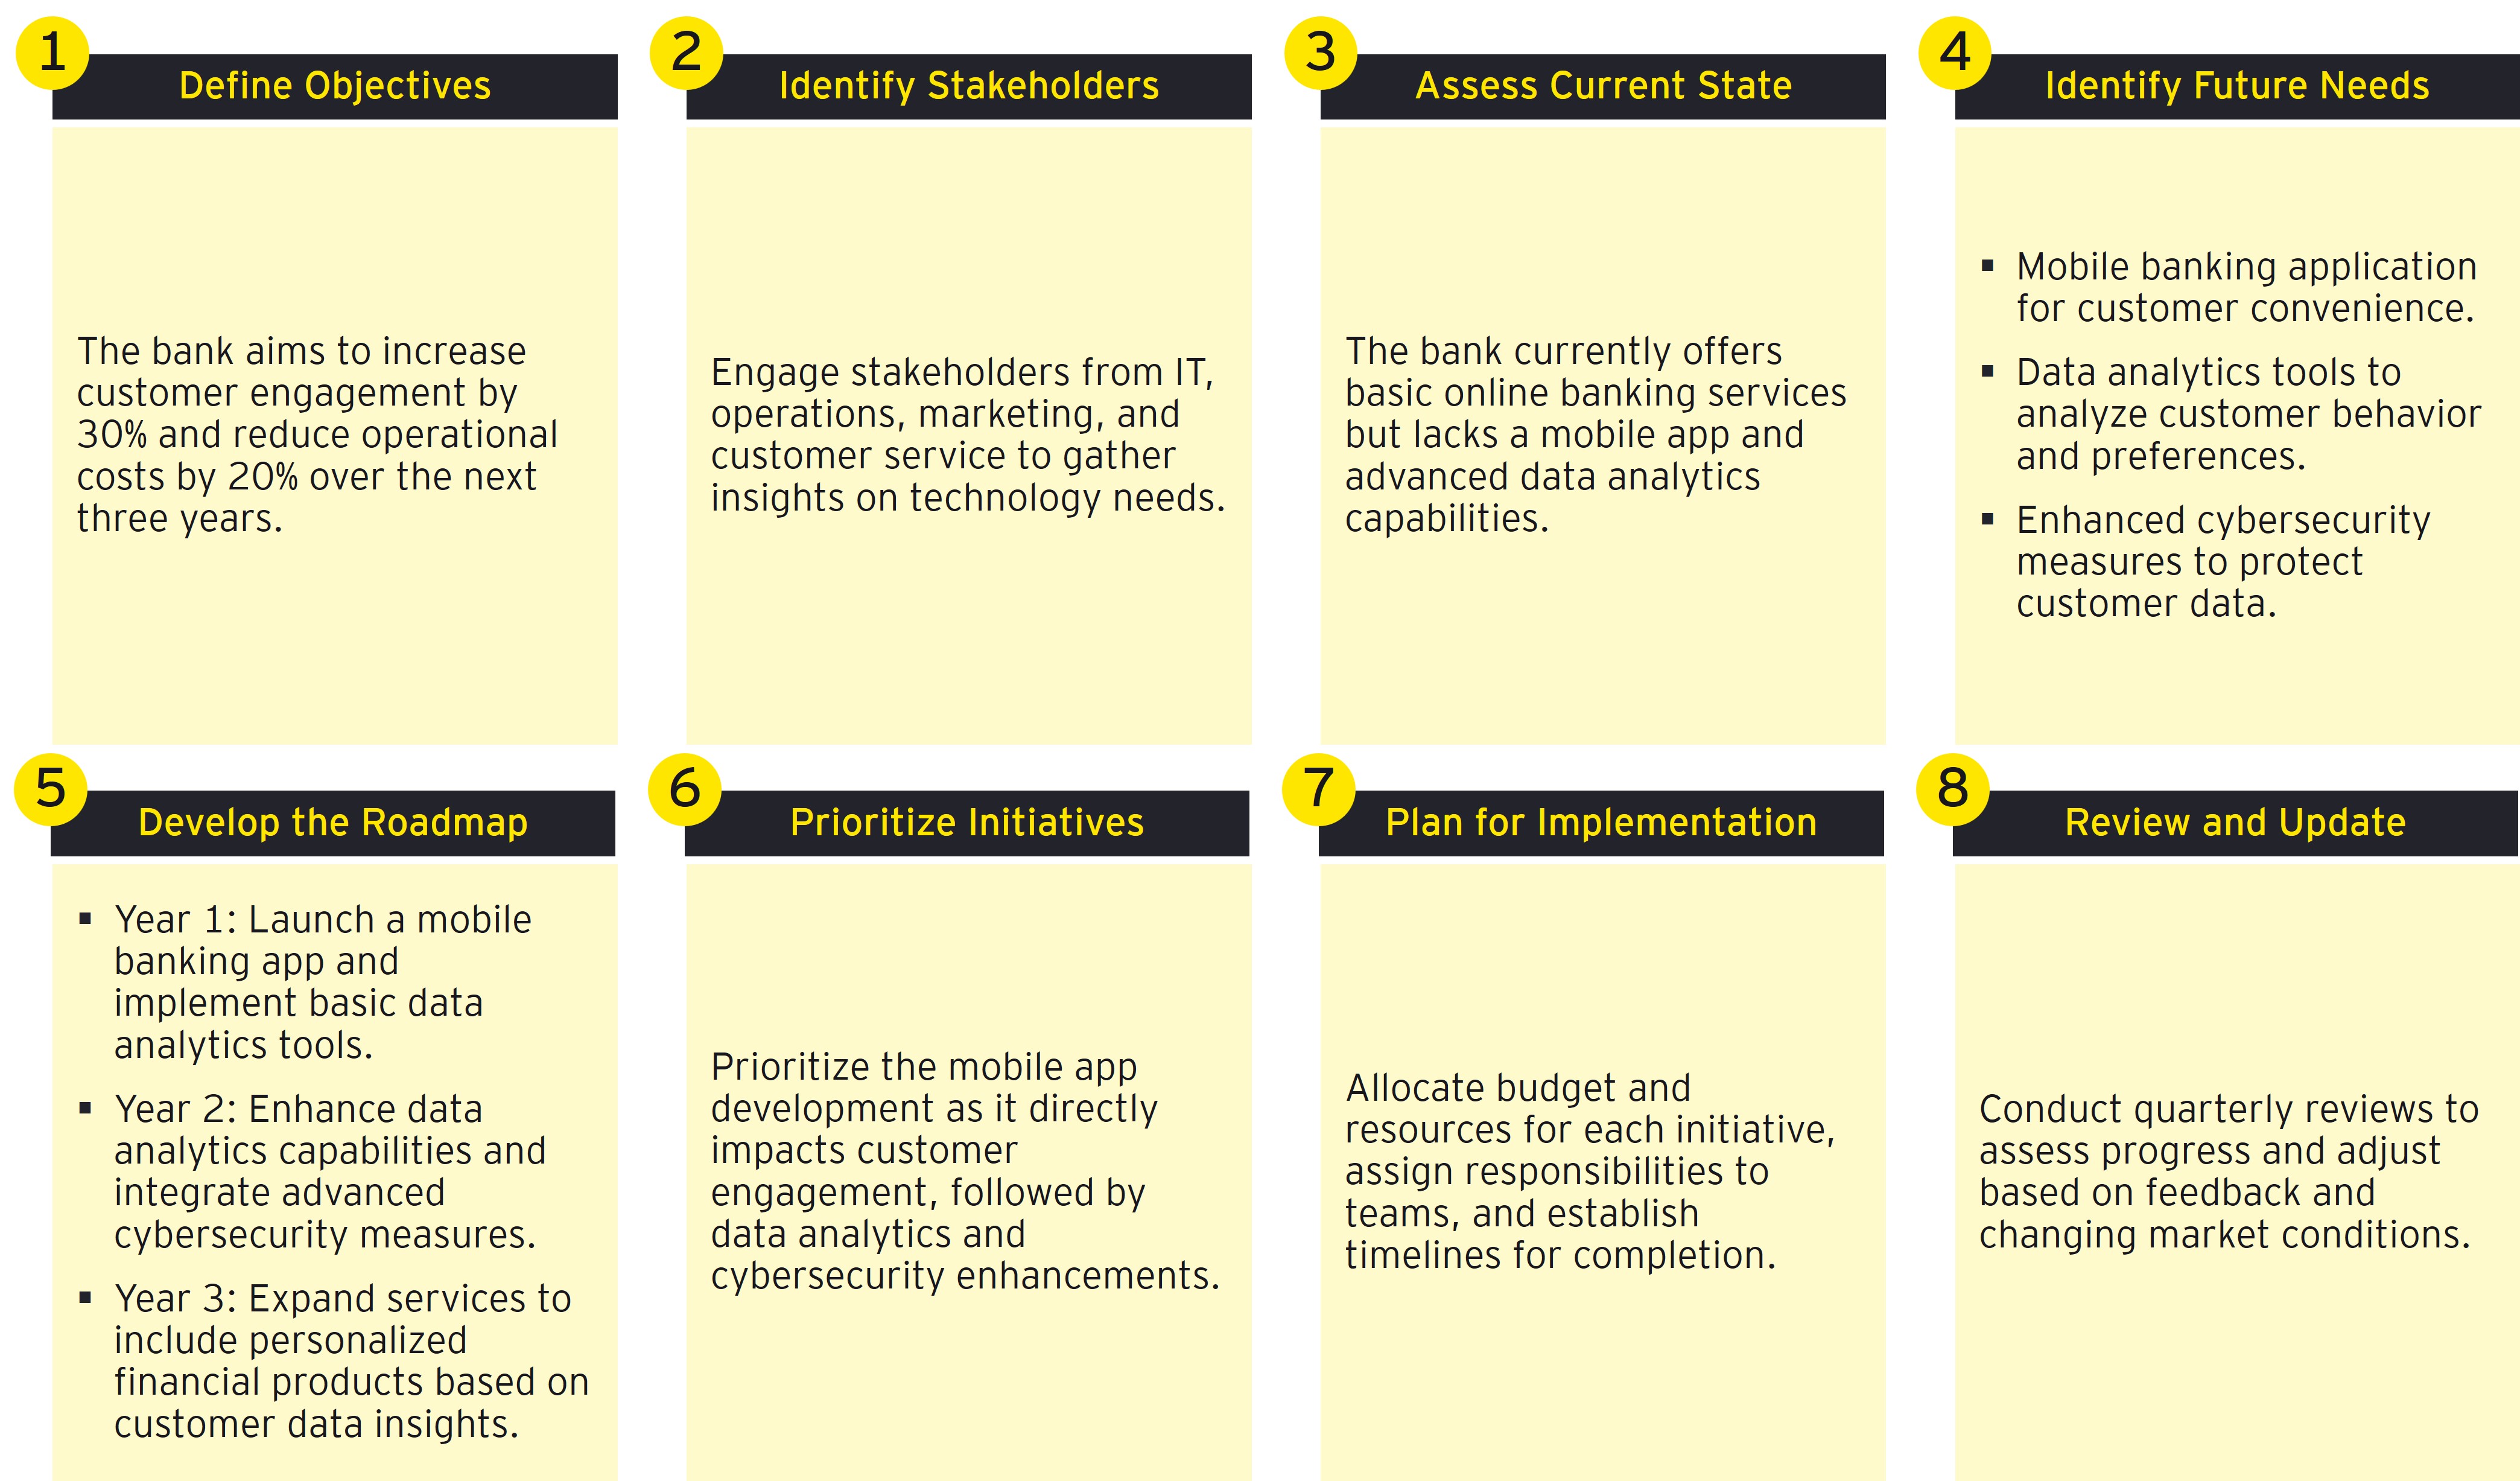 1
Define Objectives
The bank aims to increase
customer engagement by
30% and reduce operational
costs by 20% over the next
three years.
2
Identify Stakeholders
Engage stakeholders from IT,
operations, marketing, and
customer service to gather
insights on technology needs.
3
Assess Current State
The bank currently offers
basic online banking services
but lacks a mobile app and
advanced data analytics
capabilities.
4
Identify Future Needs
▪ Mobile banking application
for customer convenience.
▪ Data analytics tools to
analyze customer behavior
and preferences.
▪ Enhanced cybersecurity
measures to protect
customer data.
5
Develop the Roadmap
▪ Year 1: Launch a mobile
banking app and
implement basic data
analytics tools.
▪ Year 2: Enhance data
analytics capabilities and
integrate advanced
cybersecurity measures.
▪ Year 3: Expand services to
include personalized
financial products based on
customer data insights.
6
Prioritize Initiatives
Prioritize the mobile app
development as it directly
impacts customer
engagement, followed by
data analytics and
cybersecurity enhancements.
7
Plan for Implementation
Allocate budget and
resources for each initiative,
assign responsibilities to
teams, and establish
timelines for completion.
8
Review and Update
Conduct quarterly reviews to
assess progress and adjust
based on feedback and
changing market conditions.